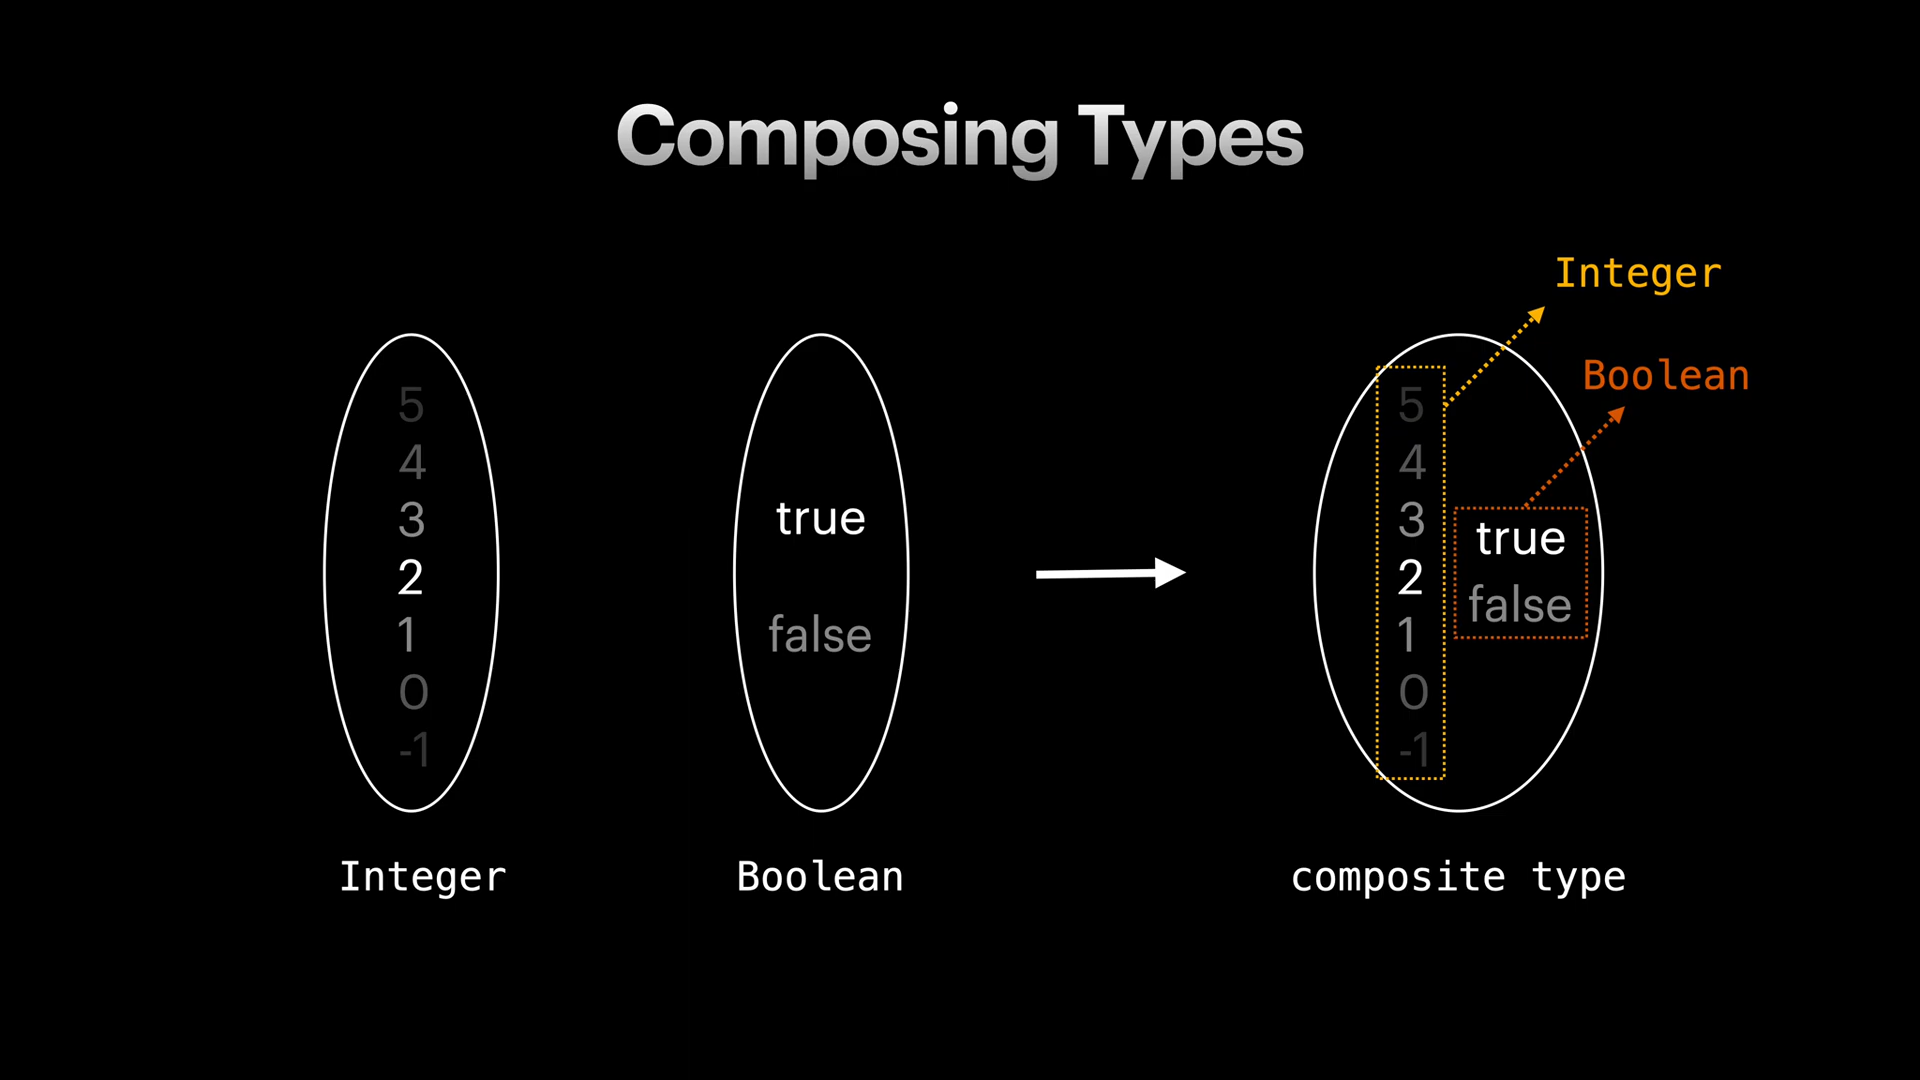 Composing Types
5
4
3
2
1
0
-1
Integer
true
false
Boolean
Integer
Boolean
5
4
3
2
1
0
-1
true
false
composite type